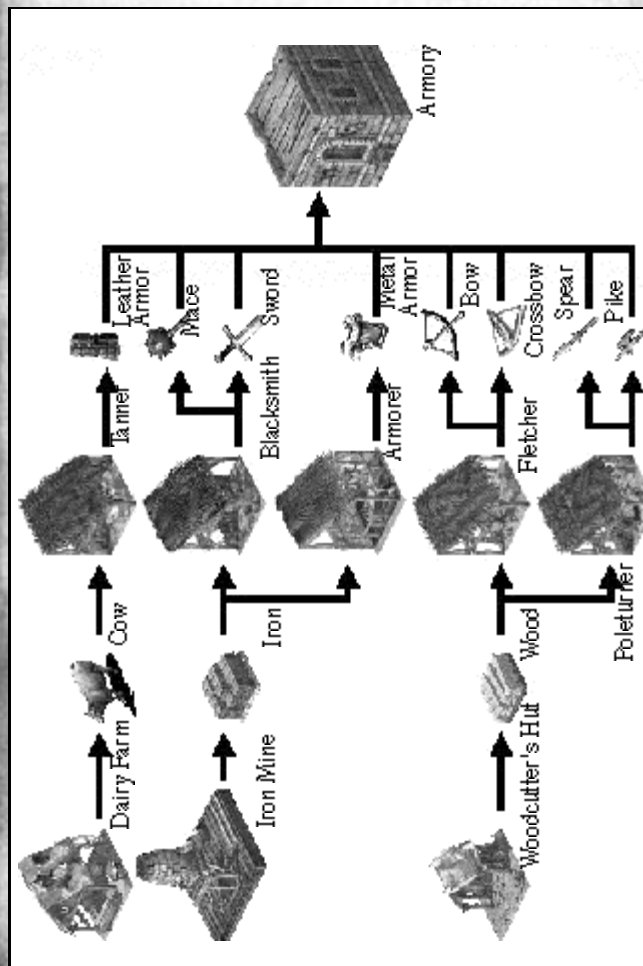 Dairy Farm
Cow
Tanner
Leather
Armor
Iron Mine
Iron
Blacksmith
Mace
Sword
Armorer
Metal
Armor
Woodcutter's Hut
Wood
Fletcher
Bow
Crossbow
Poleturner
Spear
Pike
Armory